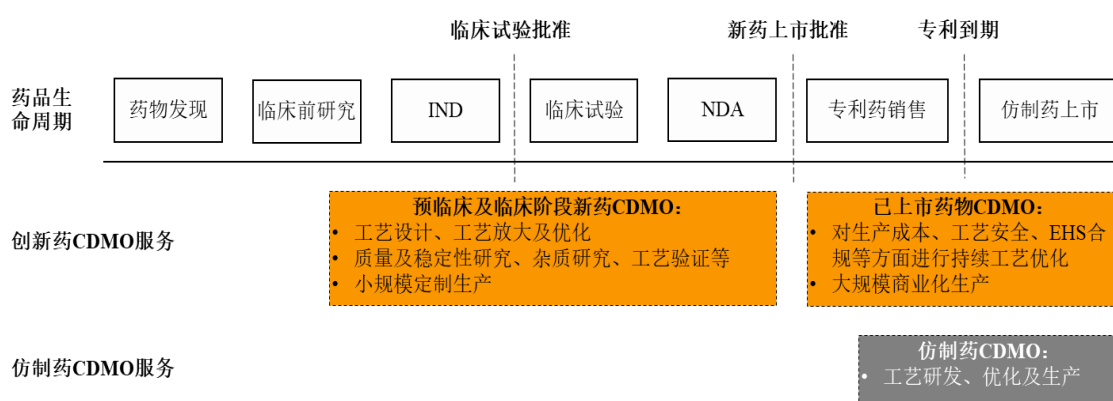 临床试验批准
新药上市批准
专利到期
药品生
命周期
药物发现
临床前研究
IND
临床试验
NDA
专利药销售
仿制药上市
创新药CDMO服务
预临床及临床阶段新药CDMO：
• 工艺设计、工艺放大及优化
• 质量及稳定性研究、杂质研究、工艺验证等
• 小规模定制生产
已上市药物CDMO：
• 对生产成本、工艺安全、EHS合
规等方面进行持续工艺优化
• 大规模商业化生产
仿制药CDMO服务
仿制药CDMO：
• 工艺研发、优化及生产